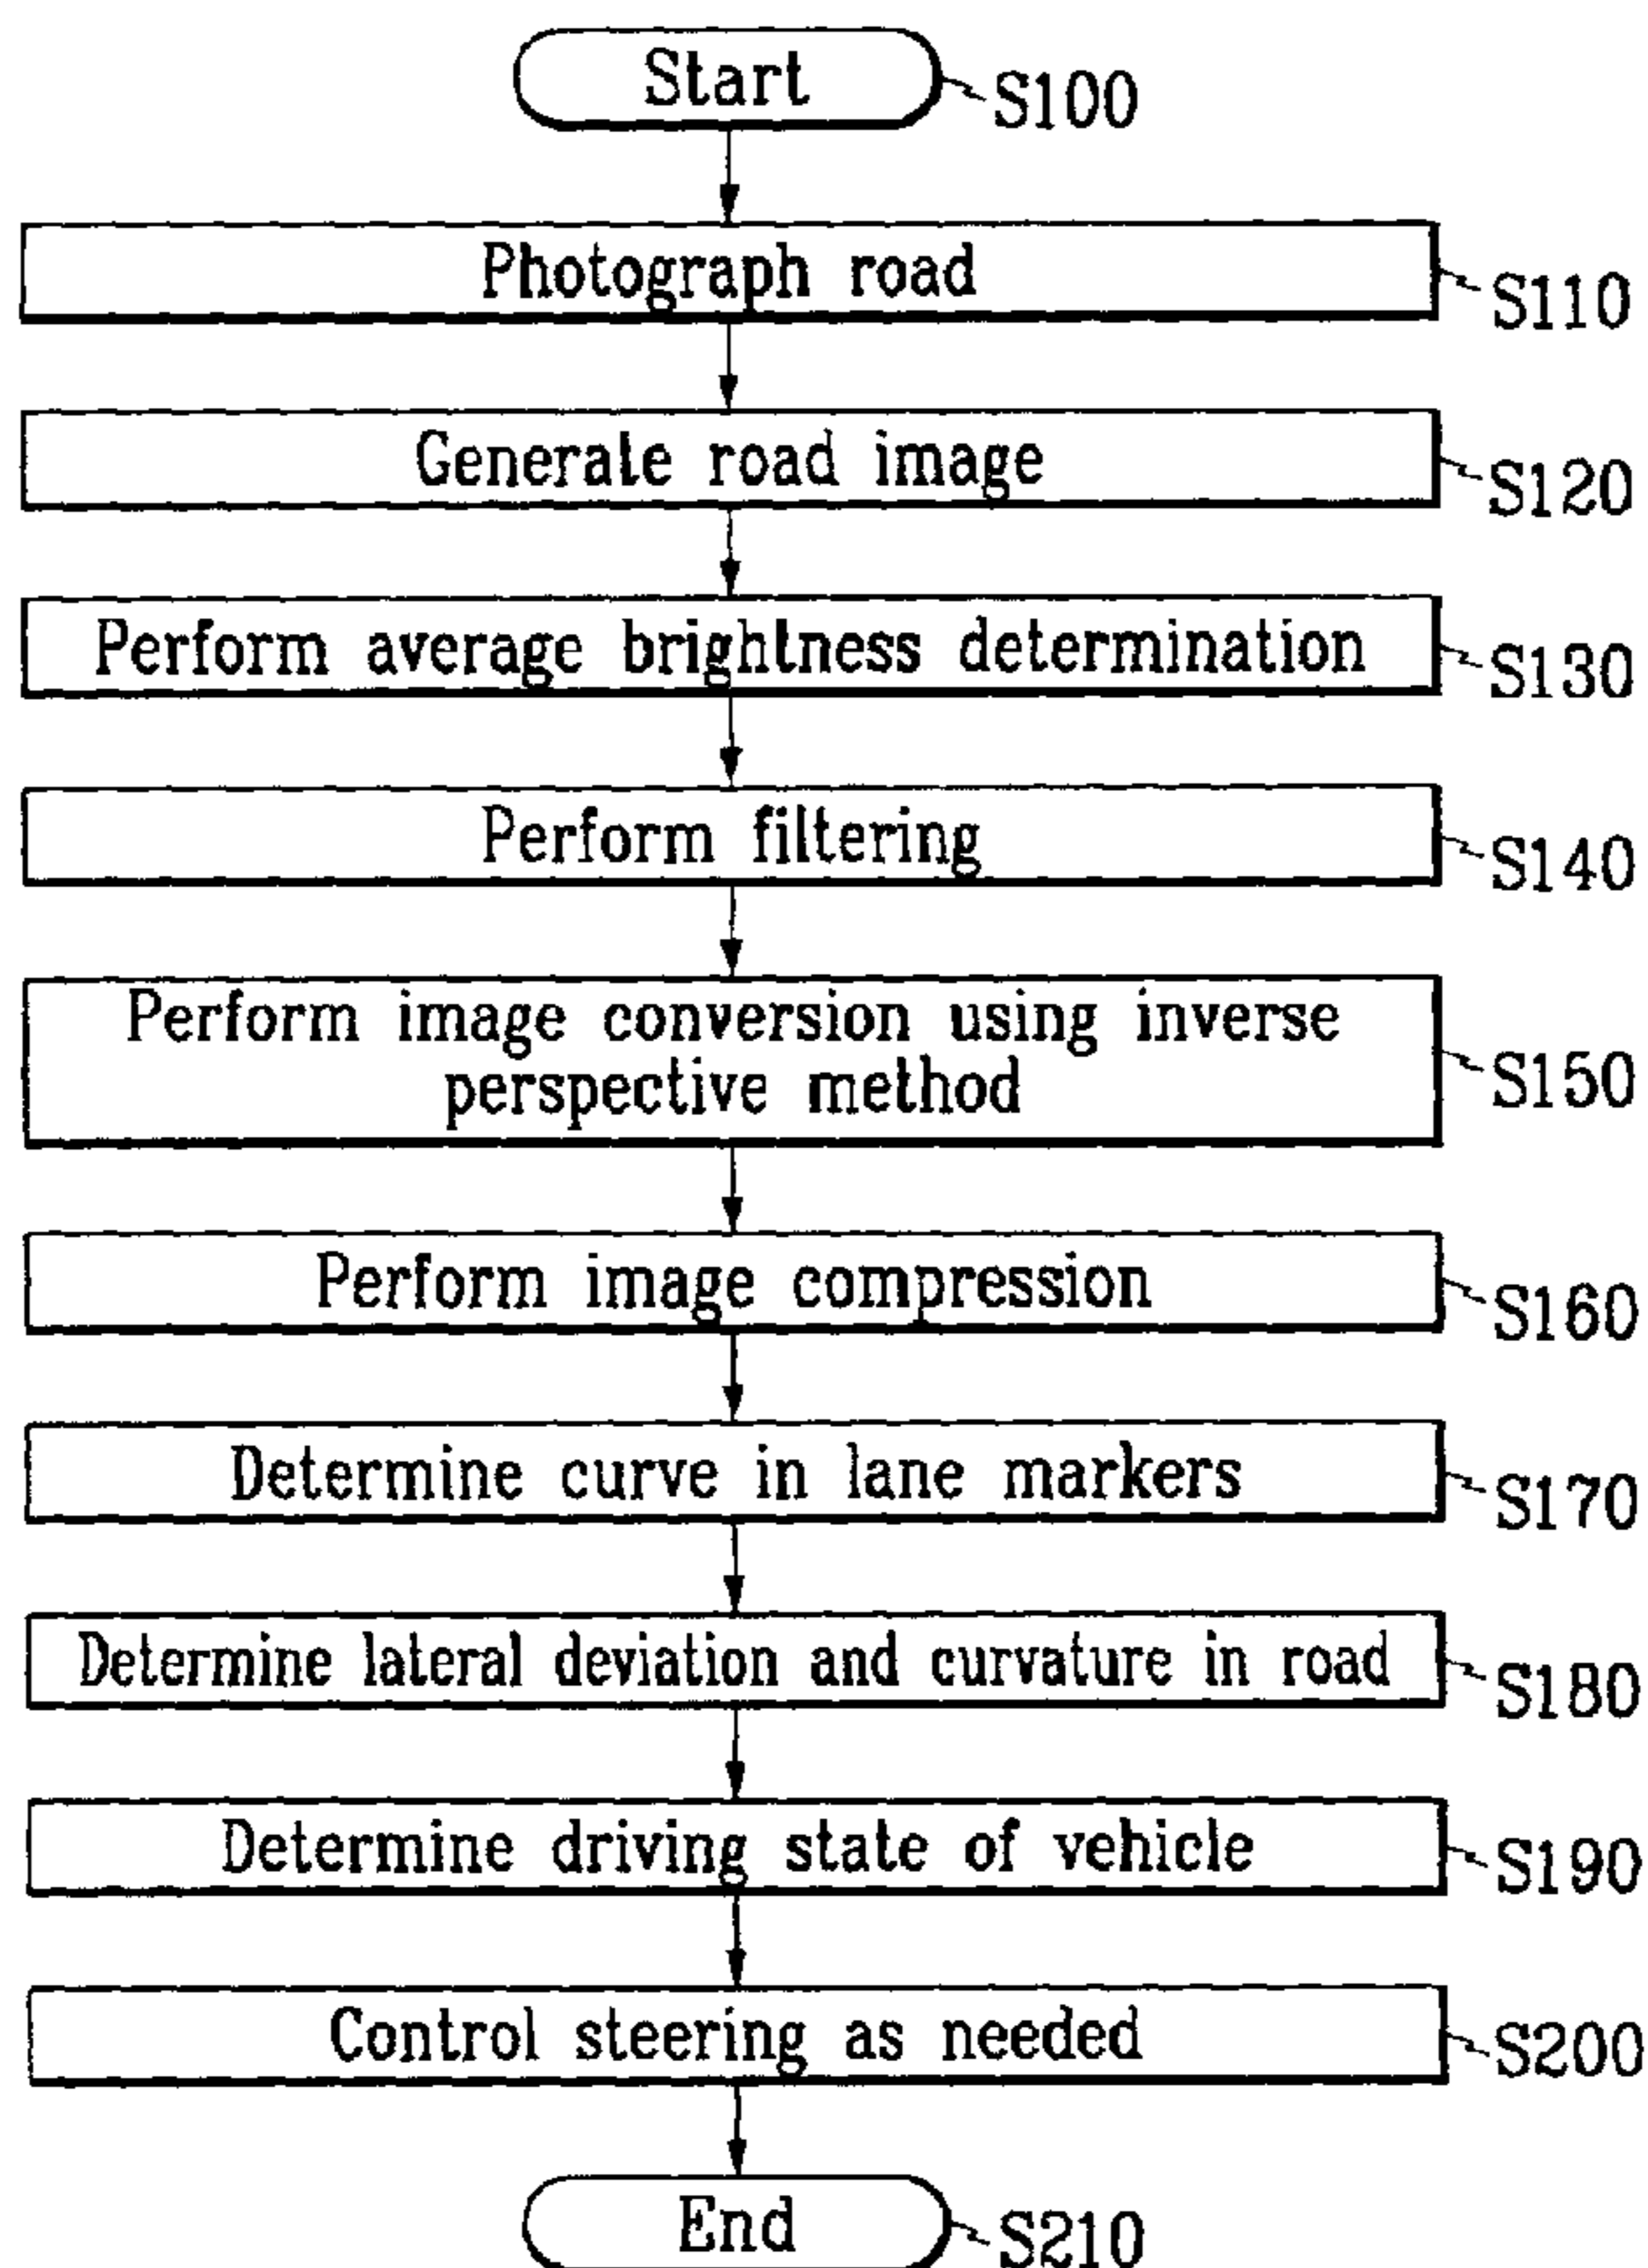 Start
S100
Photograph road
S110
Generate road image
S120
Perform average brightness determination
S130
Perform filtering
S140
Perform image conversion using inverse
perspective method
S150
Perform image compression
S160
Determine curve in lane markers
S170
Determine lateral deviation and curvature in road
S180
Determine driving state of vehicle
S190
Control steering as needed
S200
End
S210